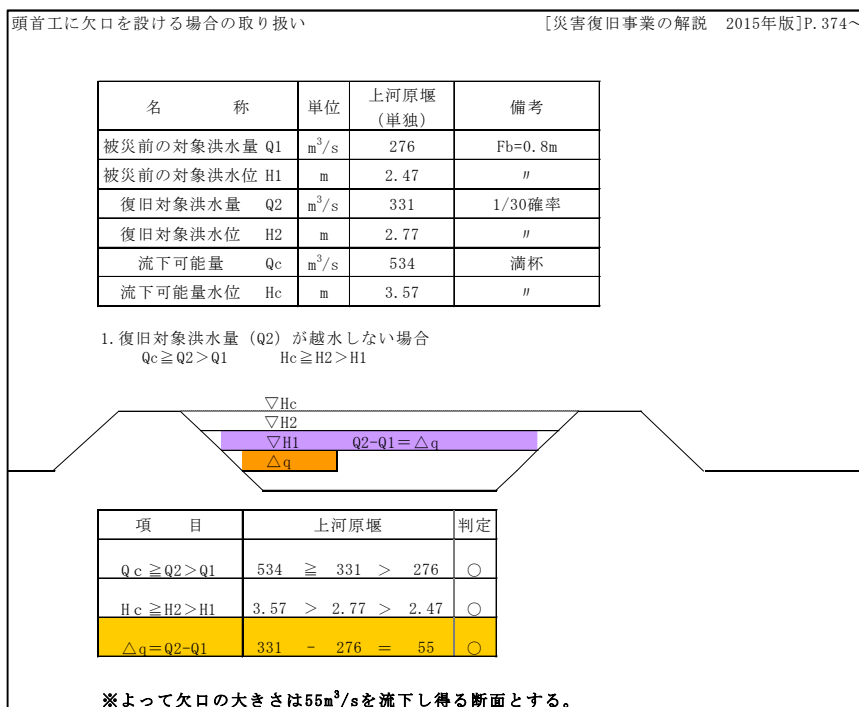 頭首工に欠口を設ける場合の取り扱い [災害復旧事業の解説 2015年版]P.374～
名 称 単位 上河原堰(単独) 備考
被災前の対象洪水量 Q1 m³/s 276 Fb=0.8m
被災前の対象洪水位 H1 m 2.47 〃
復旧対象洪水量 Q2 m³/s 331 1/30確率
復旧対象洪水位 H2 m 2.77 〃
流下可能量 Qc m³/s 534 満杯
流下可能量水位 Hc m 3.57 〃
1.復旧対象洪水量（Q2）が越水しない場合
Qc≧Q2＞Q1 Hc≧H2＞H1
▽Hc
▽H2
▽H1 Q2-Q1＝△q
△q
項 目 上河原堰 判定
Qc≧Q2＞Q1 534 ≧ 331 ＞ 276 ○
Hc≧H2＞H1 3.57 ＞ 2.77 ＞ 2.47 ○
△q＝Q2-Q1 331 - 276 ＝ 55 ○
※よって欠口の大きさは55m³/sを流下し得る断面とする。